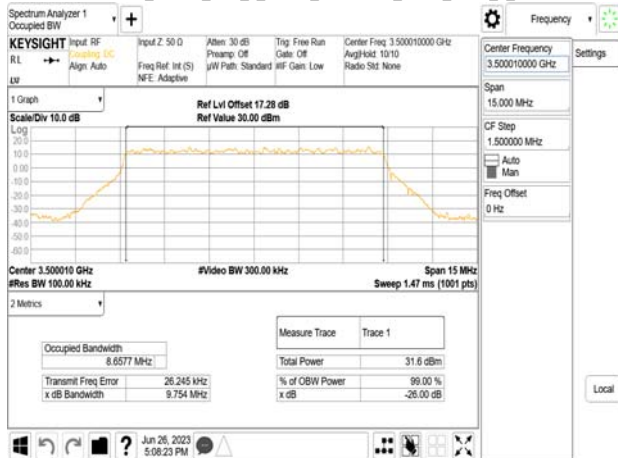 Spectrum Analyzer 1
Occupied BW
+
Frequency
KEYSIGHT Input: RF Input Z: 50 Ω Atten: 30 dB Trig: Free Run Center Freq: 3.500010000 GHz
RL Coupling: DC Preamp: Off Gate: Off Avg|Hold: 10/10
Align: Auto Freq Ref: Int (S) µW Path: Standard #IF Gain: Low Radio Std: None
NFE: Adaptive
LVI
Center Frequency
3.500010000 GHz
Settings
Span
15.000 MHz
CF Step
1.500000 MHz
Auto
Man
Freq Offset
0 Hz
1 Graph
Ref Lvl Offset 17.28 dB
Scale/Div 10.0 dB Ref Value 30.00 dBm
Log
20.0
10.0
0.00
-10.0
-20.0
-30.0
-40.0
-50.0
-60.0
Center 3.500010 GHz #Video BW 300.00 kHz Span 15 MHz
#Res BW 100.00 kHz Sweep 1.47 ms (1001 pts)
2 Metrics
Measure Trace Trace 1
Occupied Bandwidth
8.6577 MHz Total Power 31.6 dBm
Transmit Freq Error 26.245 kHz % of OBW Power 99.00 %
x dB Bandwidth 9.754 MHz x dB -26.00 dB
Local
? Jun 26, 2023
5:08:23 PM